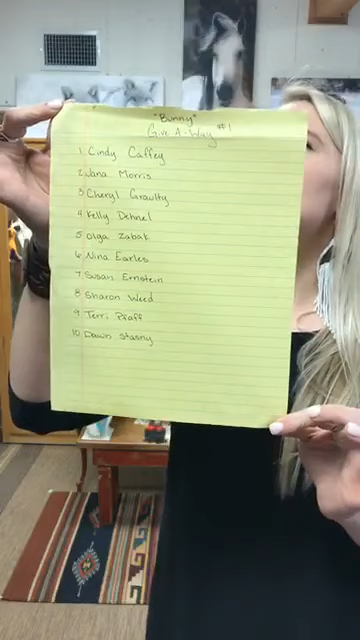 "Bunny"
Give-A-Way #1
1 Cindy Caffey
2 Jana Morris
3 Cheryl Graulty
4 Kelly Dehnel
5 Olga Zabak
6 Nina Earles
7 Susan Ernstein
8 Sharon Weed
9 Terri Pfaff
10 Dawn Stasny